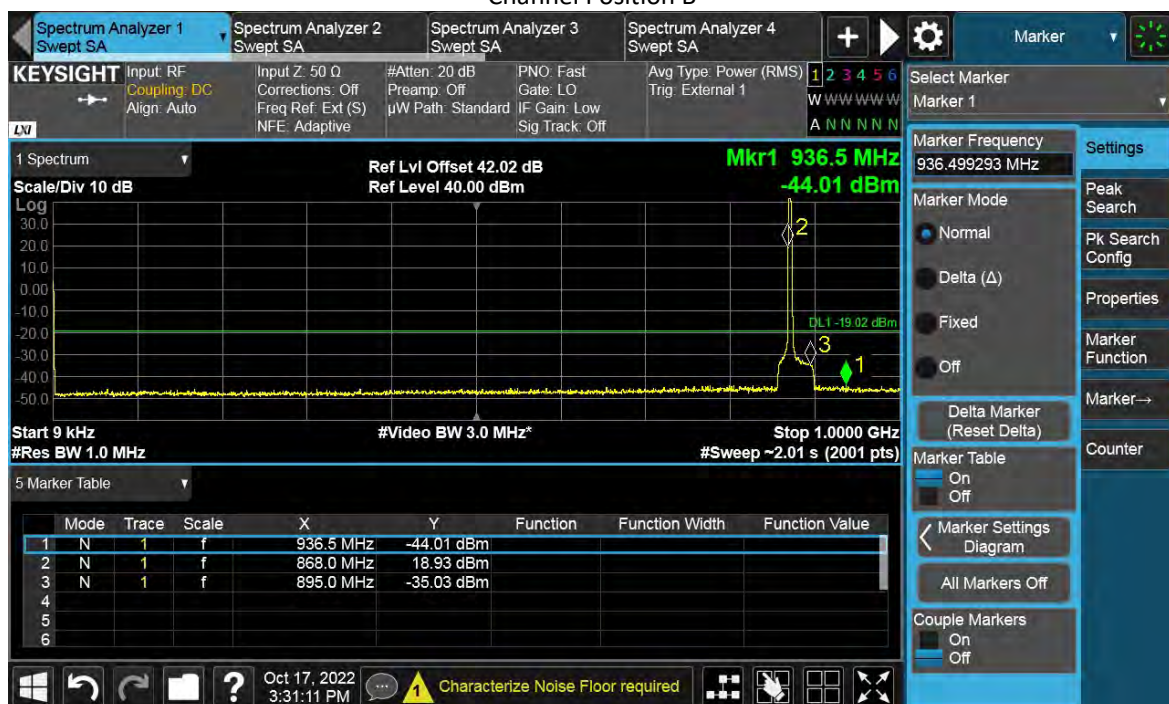 Channel Position B
Spectrum Analyzer 1
Swept SA
Spectrum Analyzer 2
Swept SA
Spectrum Analyzer 3
Swept SA
Spectrum Analyzer 4
Swept SA
+
Marker
KEYSIGHT
LXI
Input: RF
Coupling: DC
Align: Auto
Input Z: 50 Ω
Corrections: Off
Freq Ref: Ext (S)
NFE: Adaptive
#Atten: 20 dB
Preamp: Off
µW Path: Standard
PNO: Fast
Gate: LO
IF Gain: Low
Sig Track: Off
Avg Type: Power (RMS)
Trig: External 1
1 2 3 4 5 6
W W W W W W
A N N N N N
Select Marker
Marker 1
1 Spectrum
Scale/Div 10 dB
Ref Lvl Offset 42.02 dB
Ref Level 40.00 dBm
Mkr1 936.5 MHz
-44.01 dBm
Log
30.0
20.0
10.0
0.00
-10.0
-20.0
-30.0
-40.0
-50.0
2
DL1 -19.02 dBm
3
1
Start 9 kHz
#Res BW 1.0 MHz
#Video BW 3.0 MHz*
Stop 1.0000 GHz
#Sweep ~2.01 s (2001 pts)
5 Marker Table
Mode Trace Scale X Y Function Function Width Function Value
1 N 1 f 936.5 MHz -44.01 dBm
2 N 1 f 868.0 MHz 18.93 dBm
3 N 1 f 895.0 MHz -35.03 dBm
4
5
6
Marker Frequency
936.499293 MHz
Marker Mode
Normal
Delta (Δ)
Fixed
Off
Delta Marker
(Reset Delta)
Marker Table
On
Off
Marker Settings
Diagram
All Markers Off
Couple Markers
On
Off
Settings
Peak
Search
Pk Search
Config
Properties
Marker
Function
Marker→
Counter
?
Oct 17, 2022
3:31:11 PM
1
Characterize Noise Floor required